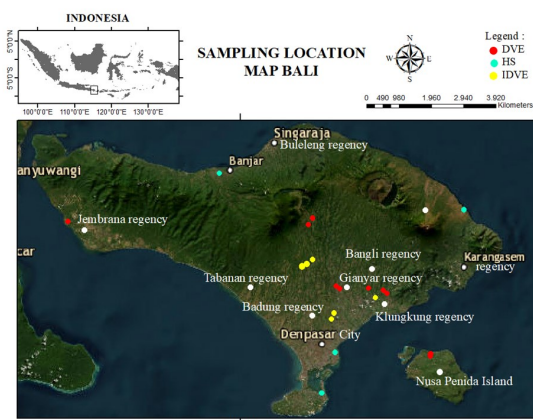 INDONESIA
5°0'0"N
5°0'0"S
100°0'0"E 110°0'0"E 120°0'0"E 130°0'0"E
SAMPLING LOCATION
MAP BALI
N
W E
S
Legend :
DVE
HS
IDVE
0 490 980 1.960 2.940 3.920
Kilometers
Singaraja
Buleleng regency
Banjar
anyuwangi
Jembrana regency
car
Bangli regency
Karangasem
regency
Tabanan regency
Gianyar regency
Badung regency
Klungkung regency
Denpasar City
Nusa Penida Island